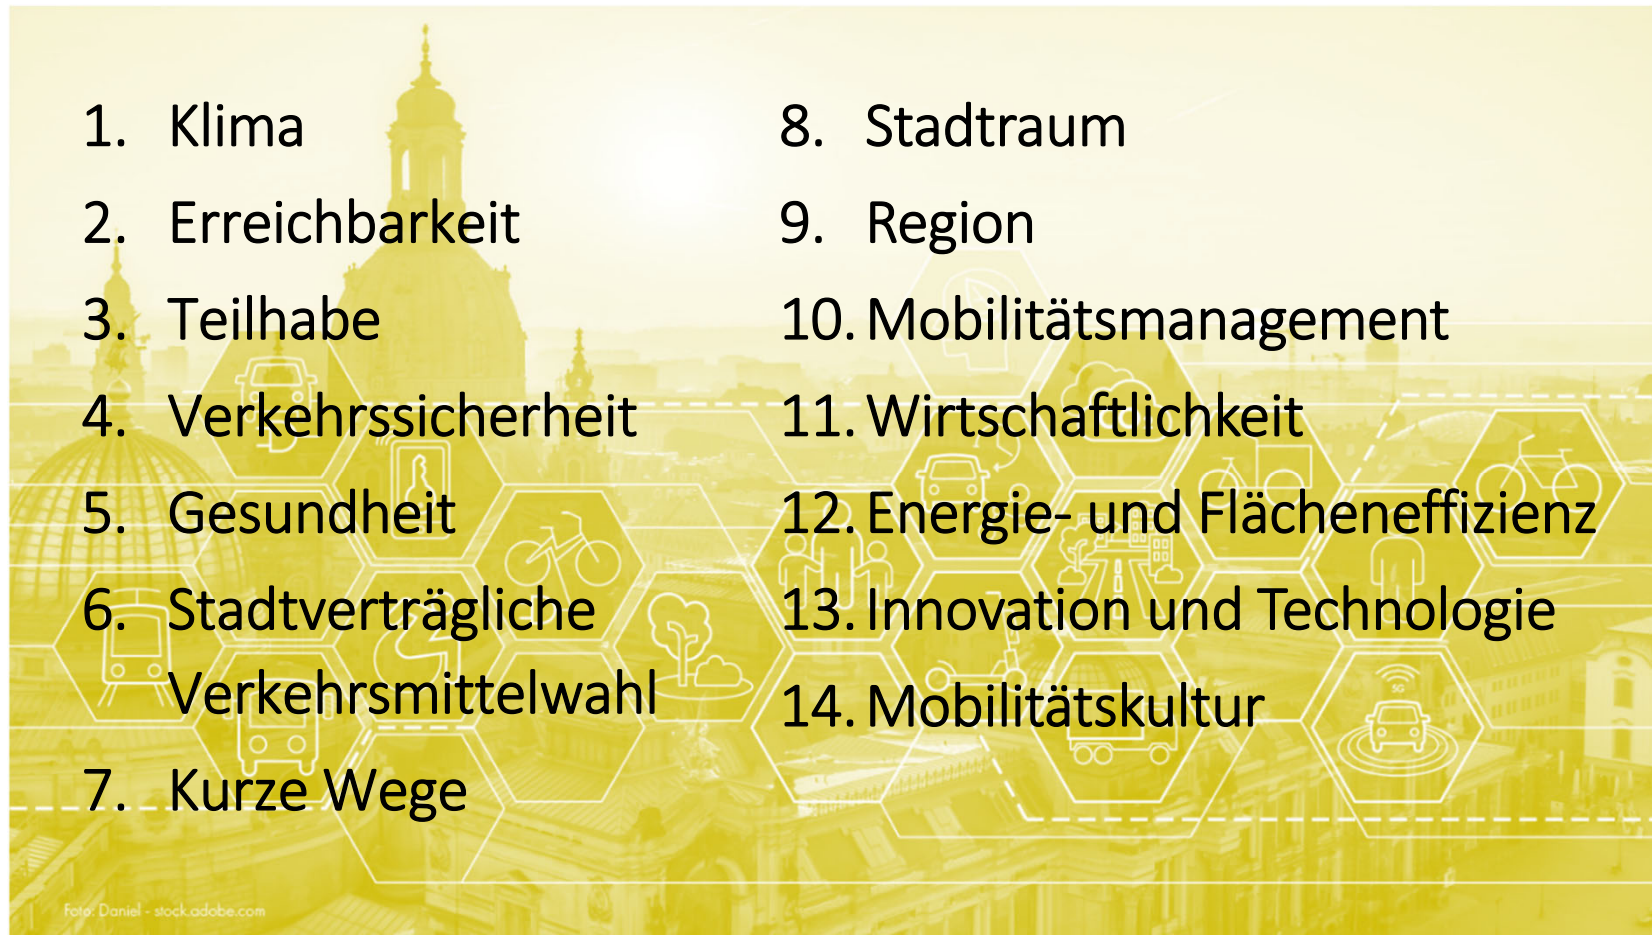 1. Klima
2. Erreichbarkeit
3. Teilhabe
4. Verkehrssicherheit
5. Gesundheit
6. Stadtverträgliche
Verkehrsmittelwahl
7. Kurze Wege
8. Stadtraum
9. Region
10. Mobilitätsmanagement
11. Wirtschaftlichkeit
12. Energie- und Flächeneffizienz
13. Innovation und Technologie
14. Mobilitätskultur
5G
Foto: Daniel - stock.adobe.com